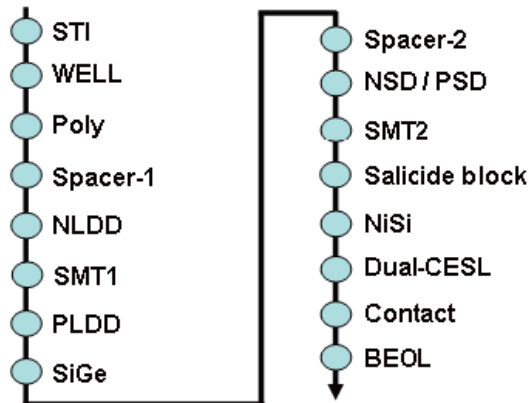 STI
WELL
Poly
Spacer-1
NLDD
SMT1
PLDD
SiGe
Spacer-2
NSD / PSD
SMT2
Salicide block
NiSi
Dual-CESL
Contact
BEOL